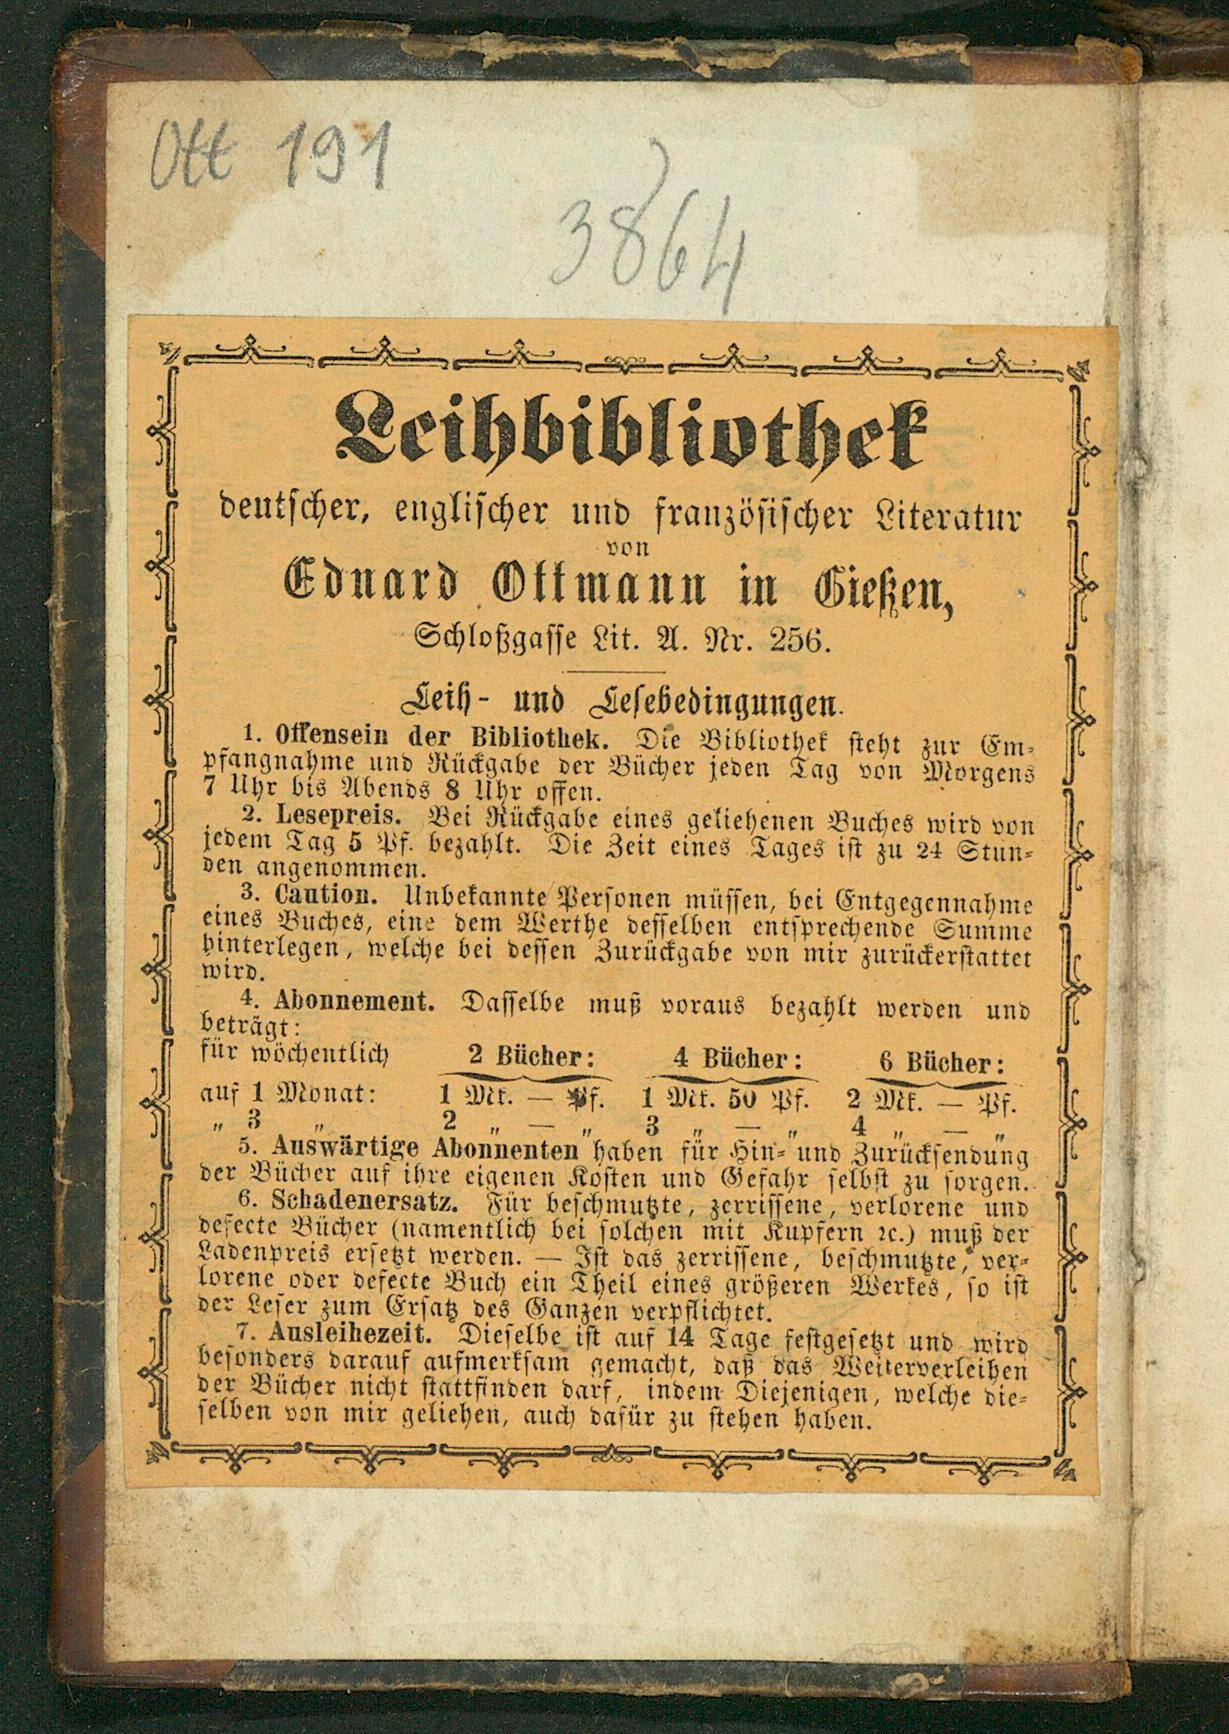 Ott 191
3864
Leihbibliothek
deutscher, englischer und französischer Literatur
von
Eduard Ottmann in Gießen,
Schloßgasse Lit. A. Nr. 256.
Leih- und Lesebedingungen.
1. Offensein der Bibliothek. Die Bibliothek steht zur Em-
pfangnahme und Rückgabe der Bücher jeden Tag von Morgens
7 Uhr bis Abends 8 Uhr offen.
2. Lesepreis. Bei Rückgabe eines geliehenen Buches wird von
jedem Tag 5 Pf. bezahlt. Die Zeit eines Tages ist zu 24 Stun-
den angenommen.
3. Caution. Unbekannte Personen müssen, bei Entgegennahme
eines Buches, eine dem Werthe desselben entsprechende Summe
hinterlegen, welche bei dessen Zurückgabe von mir zurückerstattet
wird.
4. Abonnement. Dasselbe muß voraus bezahlt werden und
beträgt:
für wöchentlich 2 Bücher: 4 Bücher: 6 Bücher:
auf 1 Monat: 1 Mk. — Pf. 1 Mk. 50 Pf. 2 Mk. — Pf.
„ 3 „ 2 „ — „ 3 „ — „ 4 „ — „
5. Auswärtige Abonnenten haben für Hin- und Zurücksendung
der Bücher auf ihre eigenen Kosten und Gefahr selbst zu sorgen.
6. Schadenersatz. Für beschmutzte, zerrissene, verlorene und
defecte Bücher (namentlich bei solchen mit Kupfern ꝛc.) muß der
Ladenpreis ersetzt werden. — Ist das zerrissene, beschmutzte, ver-
lorene oder defecte Buch ein Theil eines größeren Werkes, so ist
der Leser zum Ersatz des Ganzen verpflichtet.
7. Ausleihezeit. Dieselbe ist auf 14 Tage festgesetzt und wird
besonders darauf aufmerksam gemacht, daß das Weiterverleihen
der Bücher nicht stattfinden darf, indem Diejenigen, welche die-
selben von mir geliehen, auch dafür zu stehen haben.